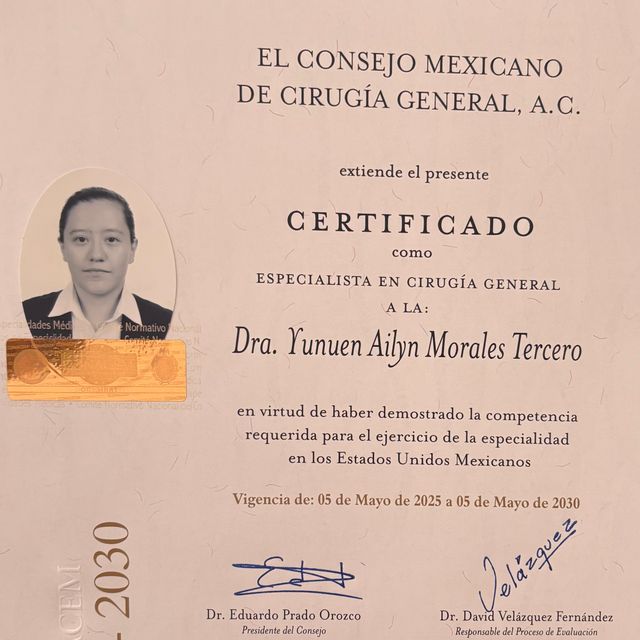 EL CONSEJO MEXICANO
DE CIRUGÍA GENERAL, A.C.
extiende el presente
CERTIFICADO
como
ESPECIALISTA EN CIRUGÍA GENERAL
A LA:
Dra. Yunuen Ailyn Morales Tercero
en virtud de haber demostrado la competencia
requerida para el ejercicio de la especialidad
en los Estados Unidos Mexicanos
Vigencia de: 05 de Mayo de 2025 a 05 de Mayo de 2030
Velázquez
Dr. Eduardo Prado Orozco
Presidente del Consejo
Dr. David Velázquez Fernández
Responsable del Proceso de Evaluación
Normativo
2030